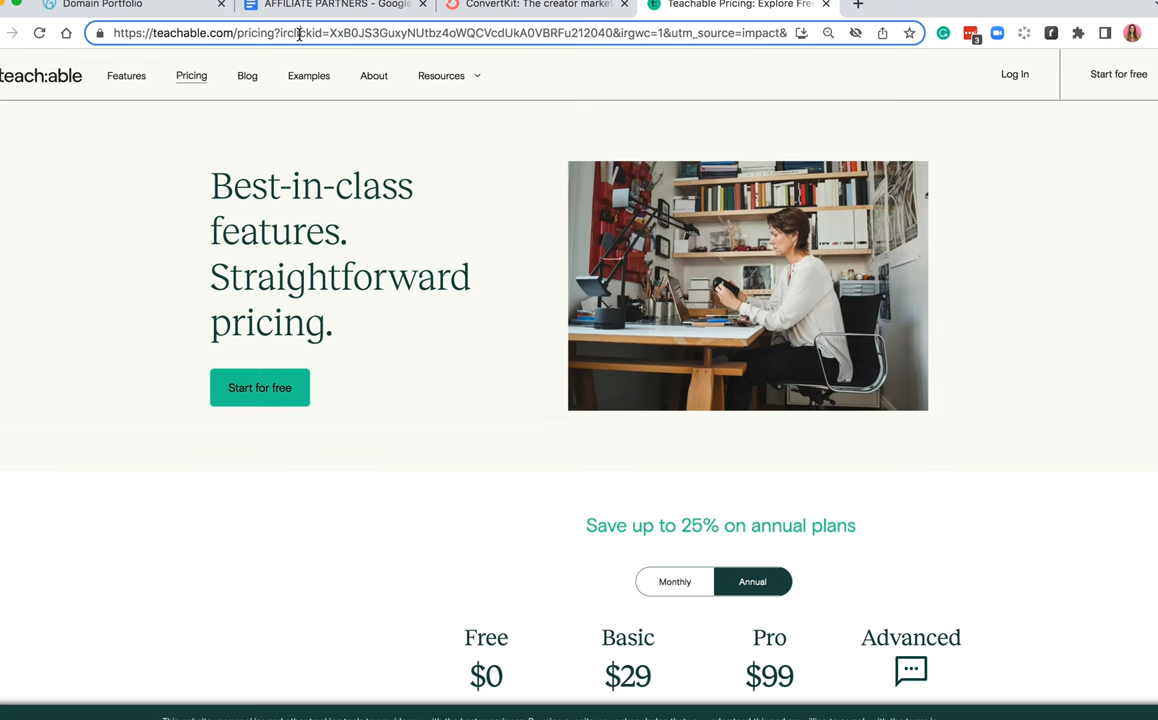 Domain Portfolio
AFFILIATE PARTNERS - Google
ConvertKit: The creator market
Teachable Pricing: Explore Free
https://teachable.com/pricing?irclickid=XxB0JS3GuxyNUtbz4oWQCVcdUkA0VBRFu212040&irgwc=1&utm_source=impact&
3
teach:able
Features
Pricing
Blog
Examples
About
Resources
Log In
Start for free
Best-in-class
features.
Straightforward
pricing.
Start for free
Save up to 25% on annual plans
Monthly
Annual
Free
Basic
Pro
Advanced
$0
$29
$99